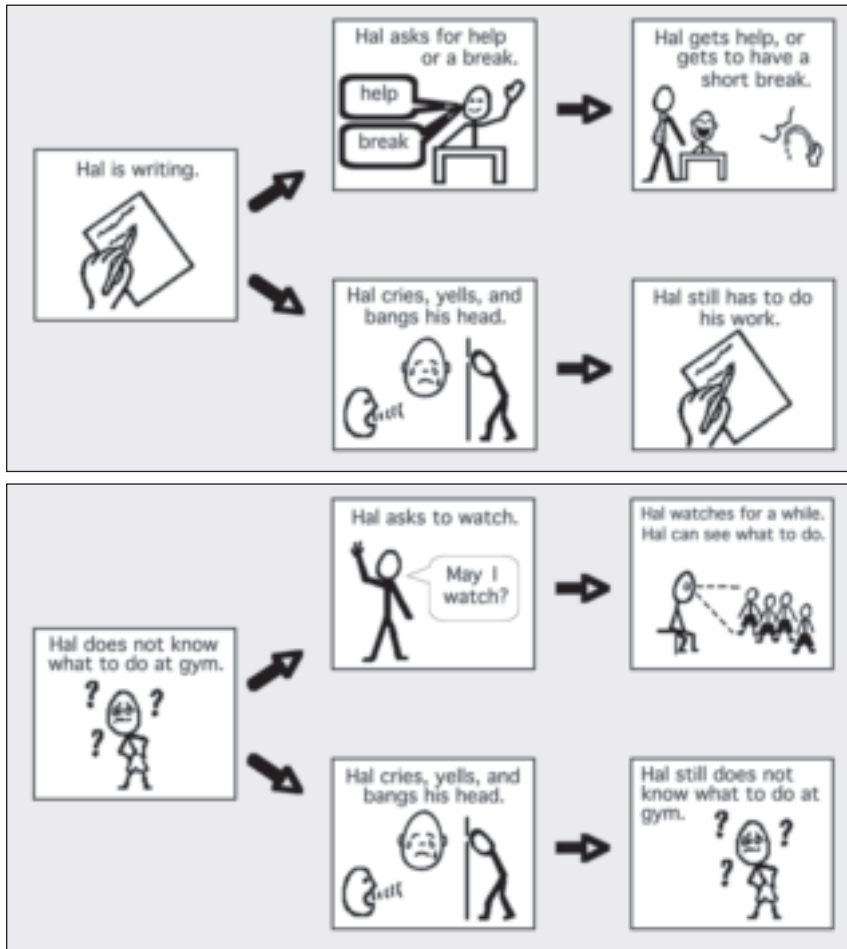 Hal is writing.
Hal asks for help
or a break.
help
break
Hal gets help, or
gets to have a
short break.
Hal cries, yells, and
bangs his head.
Hal still has to do
his work.
Hal does not know
what to do at gym.
? ?
?
Hal asks to watch.
May I
watch?
Hal watches for a while.
Hal can see what to do.
Hal cries, yells, and
bangs his head.
Hal still does not
know what to do at
gym.
? ?
?